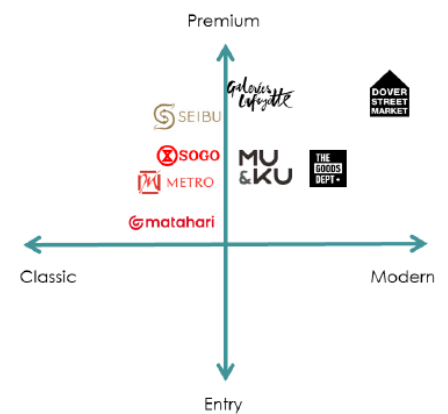 Premium
Galeries
Lafayette
DOVER
STREET
MARKET
SEIBU
SOGO
MU
&KU
THE
GOODS
DEPT+
METRO
matahari
Classic
Modern
Entry